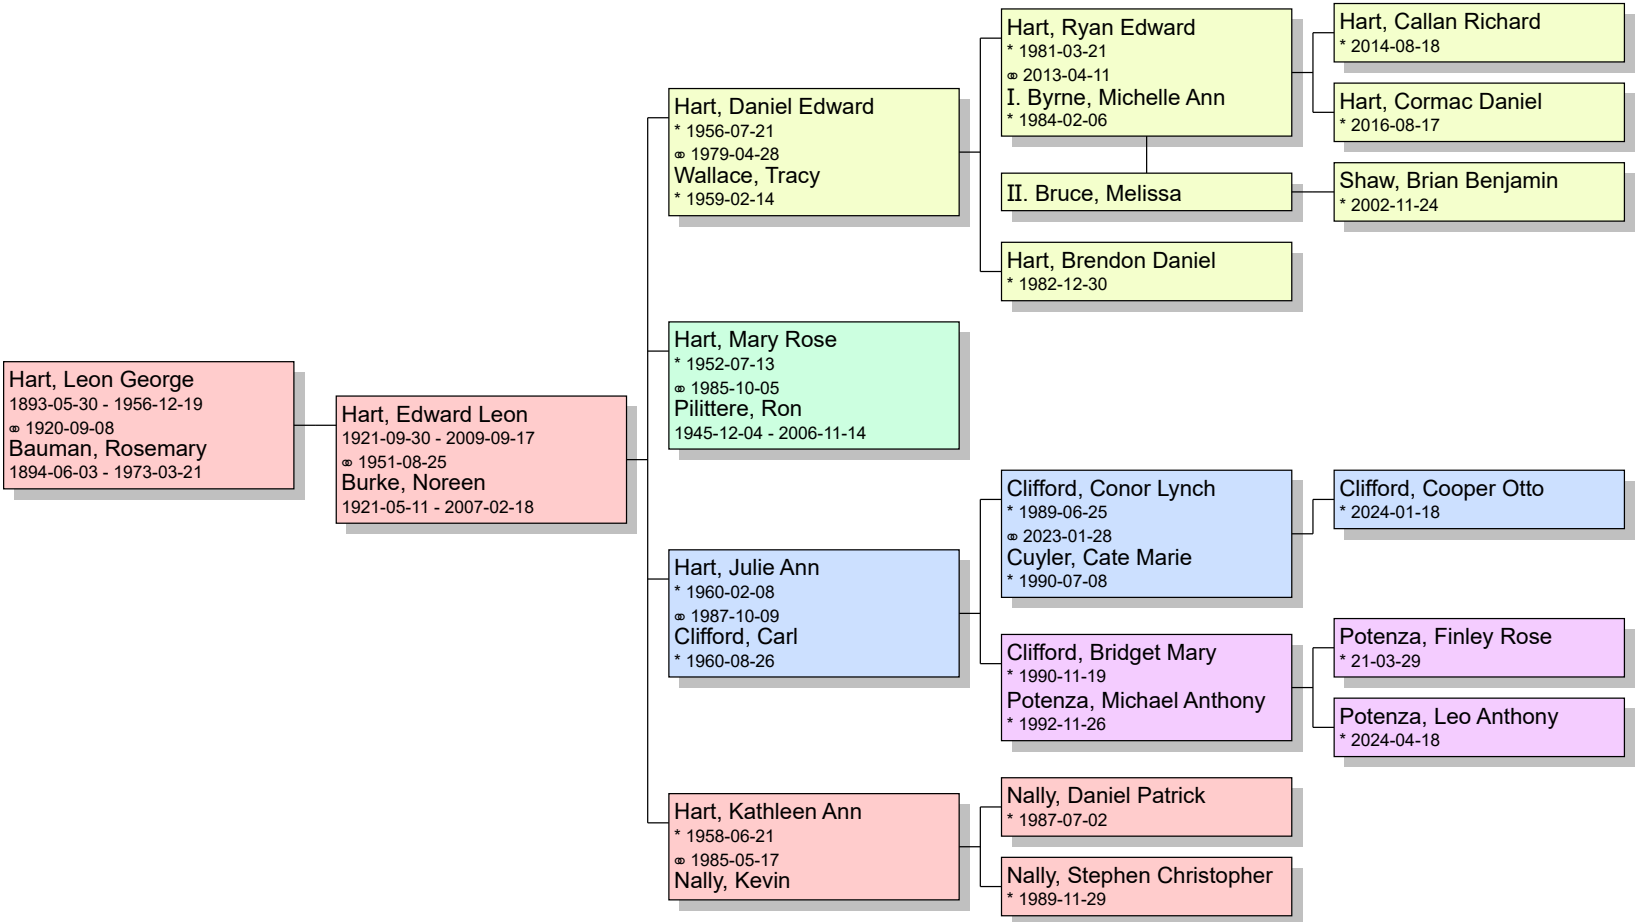 Hart, Leon George
1893-05-30 - 1956-12-19
⚭ 1920-09-08
Bauman, Rosemary
1894-06-03 - 1973-03-21
Hart, Edward Leon
1921-09-30 - 2009-09-17
⚭ 1951-08-25
Burke, Noreen
1921-05-11 - 2007-02-18
Hart, Daniel Edward
* 1956-07-21
⚭ 1979-04-28
Wallace, Tracy
* 1959-02-14
Hart, Ryan Edward
* 1981-03-21
⚭ 2013-04-11
I. Byrne, Michelle Ann
* 1984-02-06
Hart, Callan Richard
* 2014-08-18
Hart, Cormac Daniel
* 2016-08-17
II. Bruce, Melissa
Shaw, Brian Benjamin
* 2002-11-24
Hart, Brendon Daniel
* 1982-12-30
Hart, Mary Rose
* 1952-07-13
⚭ 1985-10-05
Pilittere, Ron
1945-12-04 - 2006-11-14
Hart, Julie Ann
* 1960-02-08
⚭ 1987-10-09
Clifford, Carl
* 1960-08-26
Clifford, Conor Lynch
* 1989-06-25
⚭ 2023-01-28
Cuyler, Cate Marie
* 1990-07-08
Clifford, Cooper Otto
* 2024-01-18
Clifford, Bridget Mary
* 1990-11-19
Potenza, Michael Anthony
* 1992-11-26
Potenza, Finley Rose
* 21-03-29
Potenza, Leo Anthony
* 2024-04-18
Hart, Kathleen Ann
* 1958-06-21
⚭ 1985-05-17
Nally, Kevin
Nally, Daniel Patrick
* 1987-07-02
Nally, Stephen Christopher
* 1989-11-29